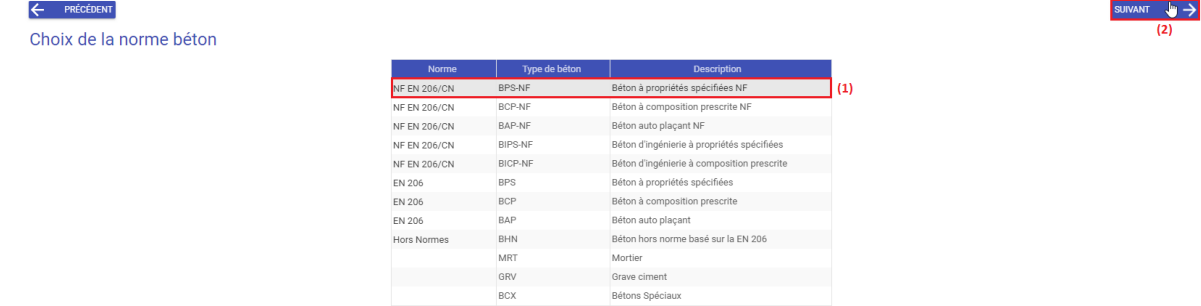 PRÉCÉDENT
SUIVANT
(2)
Choix de la norme béton
Norme Type de béton Description
NF EN 206/CN BPS-NF Béton à propriétés spécifiées NF (1)
NF EN 206/CN BCP-NF Béton à composition prescrite NF
NF EN 206/CN BAP-NF Béton auto plaçant NF
NF EN 206/CN BIPS-NF Béton d'ingénierie à propriétés spécifiées
NF EN 206/CN BICP-NF Béton d'ingénierie à composition prescrite
EN 206 BPS Béton à propriétés spécifiées
EN 206 BCP Béton à composition prescrite
EN 206 BAP Béton auto plaçant
Hors Normes BHN Béton hors norme basé sur la EN 206
MRT Mortier
GRV Grave ciment
BCX Bétons Spéciaux